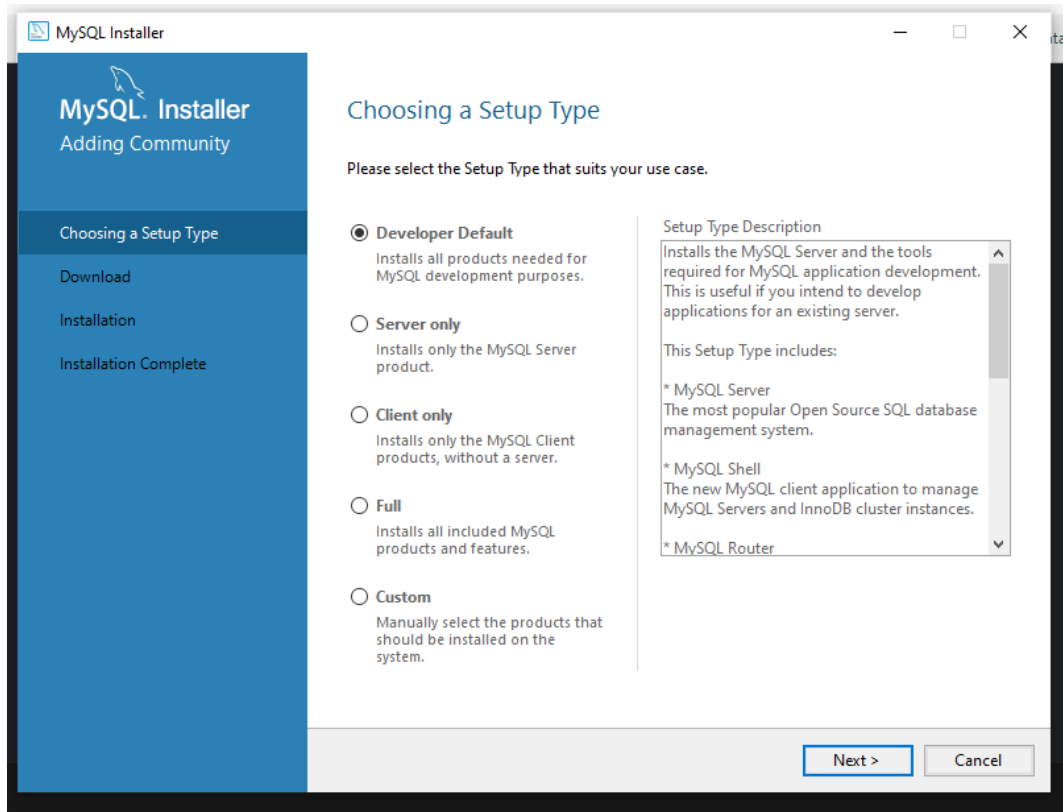 MySQL Installer
MySQL. Installer
Adding Community
Choosing a Setup Type
Download
Installation
Installation Complete
Choosing a Setup Type
Please select the Setup Type that suits your use case.
Developer Default
Installs all products needed for
MySQL development purposes.
Server only
Installs only the MySQL Server
product.
Client only
Installs only the MySQL Client
products, without a server.
Full
Installs all included MySQL
products and features.
Custom
Manually select the products that
should be installed on the
system.
Setup Type Description
Installs the MySQL Server and the tools
required for MySQL application development.
This is useful if you intend to develop
applications for an existing server.
This Setup Type includes:
* MySQL Server
The most popular Open Source SQL database
management system.
* MySQL Shell
The new MySQL client application to manage
MySQL Servers and InnoDB cluster instances.
* MySQL Router
Next >
Cancel